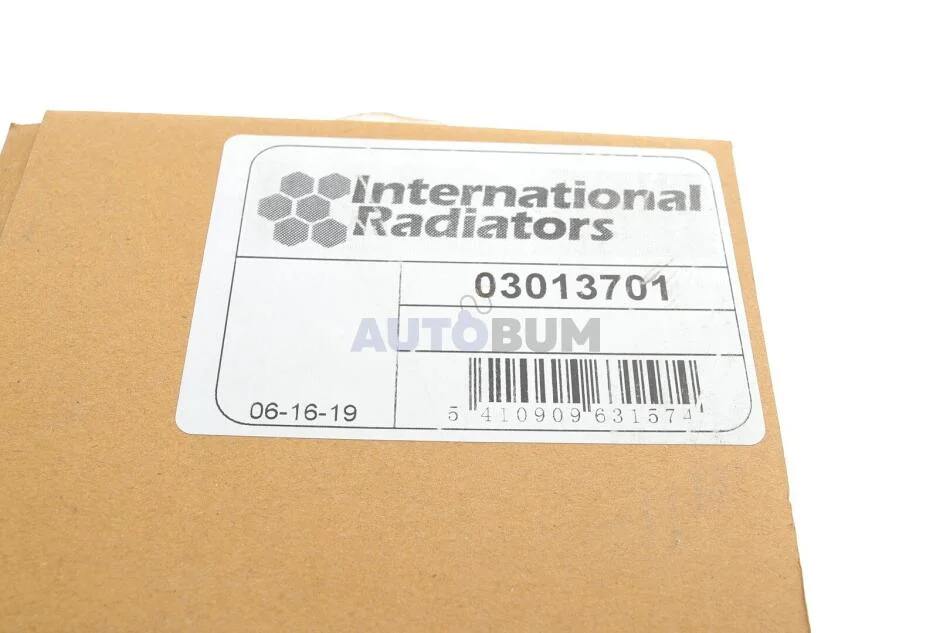 International
Radiators
03013701
AUTOBUM
06-16-19
5 410909 631574